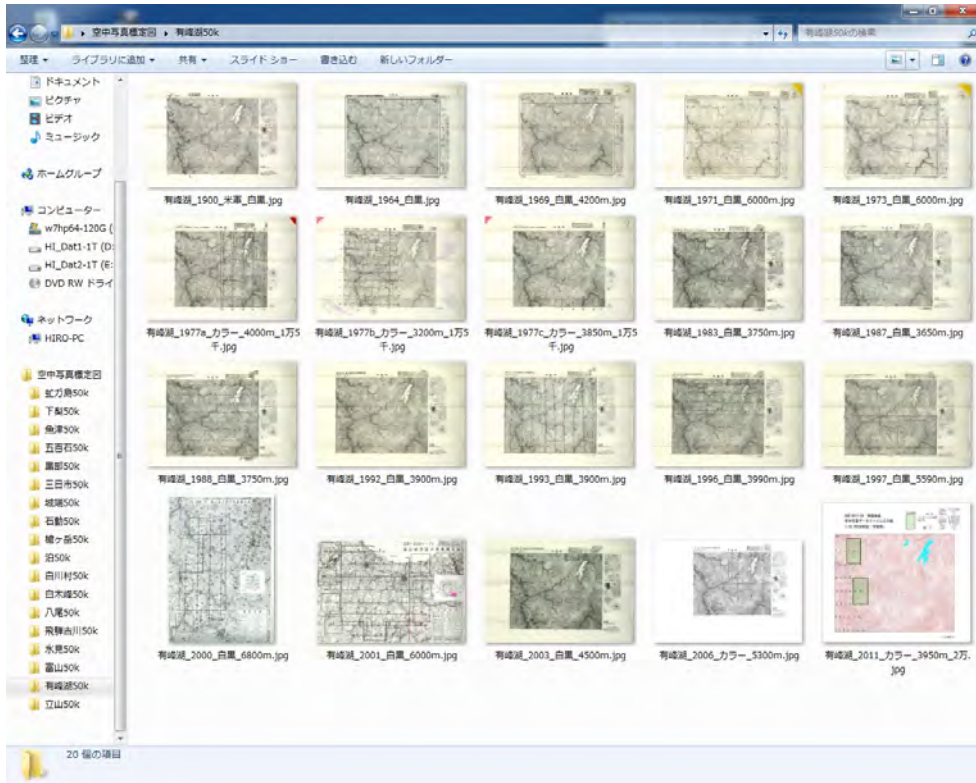 空中写真標定図 ▸ 有峰湖50k
有峰湖50kの検索
整理 ▼ ライブラリに追加 ▼ 共有 ▼ スライド ショー 書き込む 新しいフォルダー
ドキュメント
ピクチャ
ビデオ
ミュージック
ホームグループ
コンピューター
w7hp64-120G (
HI_Dat1-1T (D:
HI_Dat2-1T (E:
DVD RW ドライ
ネットワーク
HIRO-PC
空中写真標定図
虻ガ島50k
下梨50k
魚津50k
五百石50k
黒部50k
三日市50k
城端50k
石動50k
槍ヶ岳50k
泊50k
白川村50k
白木峰50k
八尾50k
飛騨古川50k
氷見50k
富山50k
有峰湖50k
立山50k
有峰湖_1900_米軍_白黒.jpg
有峰湖_1964_白黒.jpg
有峰湖_1969_白黒_4200m.jpg
有峰湖_1971_白黒_6000m.jpg
有峰湖_1973_白黒_6000m.jpg
有峰湖_1977a_カラー_4000m_1万5
千.jpg
有峰湖_1977b_カラー_3200m_1万5
千.jpg
有峰湖_1977c_カラー_3850m_1万5
千.jpg
有峰湖_1983_白黒_3750m.jpg
有峰湖_1987_白黒_3650m.jpg
有峰湖_1988_白黒_3750m.jpg
有峰湖_1992_白黒_3900m.jpg
有峰湖_1993_白黒_3900m.jpg
有峰湖_1996_白黒_3990m.jpg
有峰湖_1997_白黒_5590m.jpg
有峰湖_2000_白黒_6800m.jpg
有峰湖_2001_白黒_6000m.jpg
有峰湖_2003_白黒_4500m.jpg
有峰湖_2006_カラー_5300m.jpg
有峰湖_2011_カラー_3950m_2万.
jpg
20 個の項目